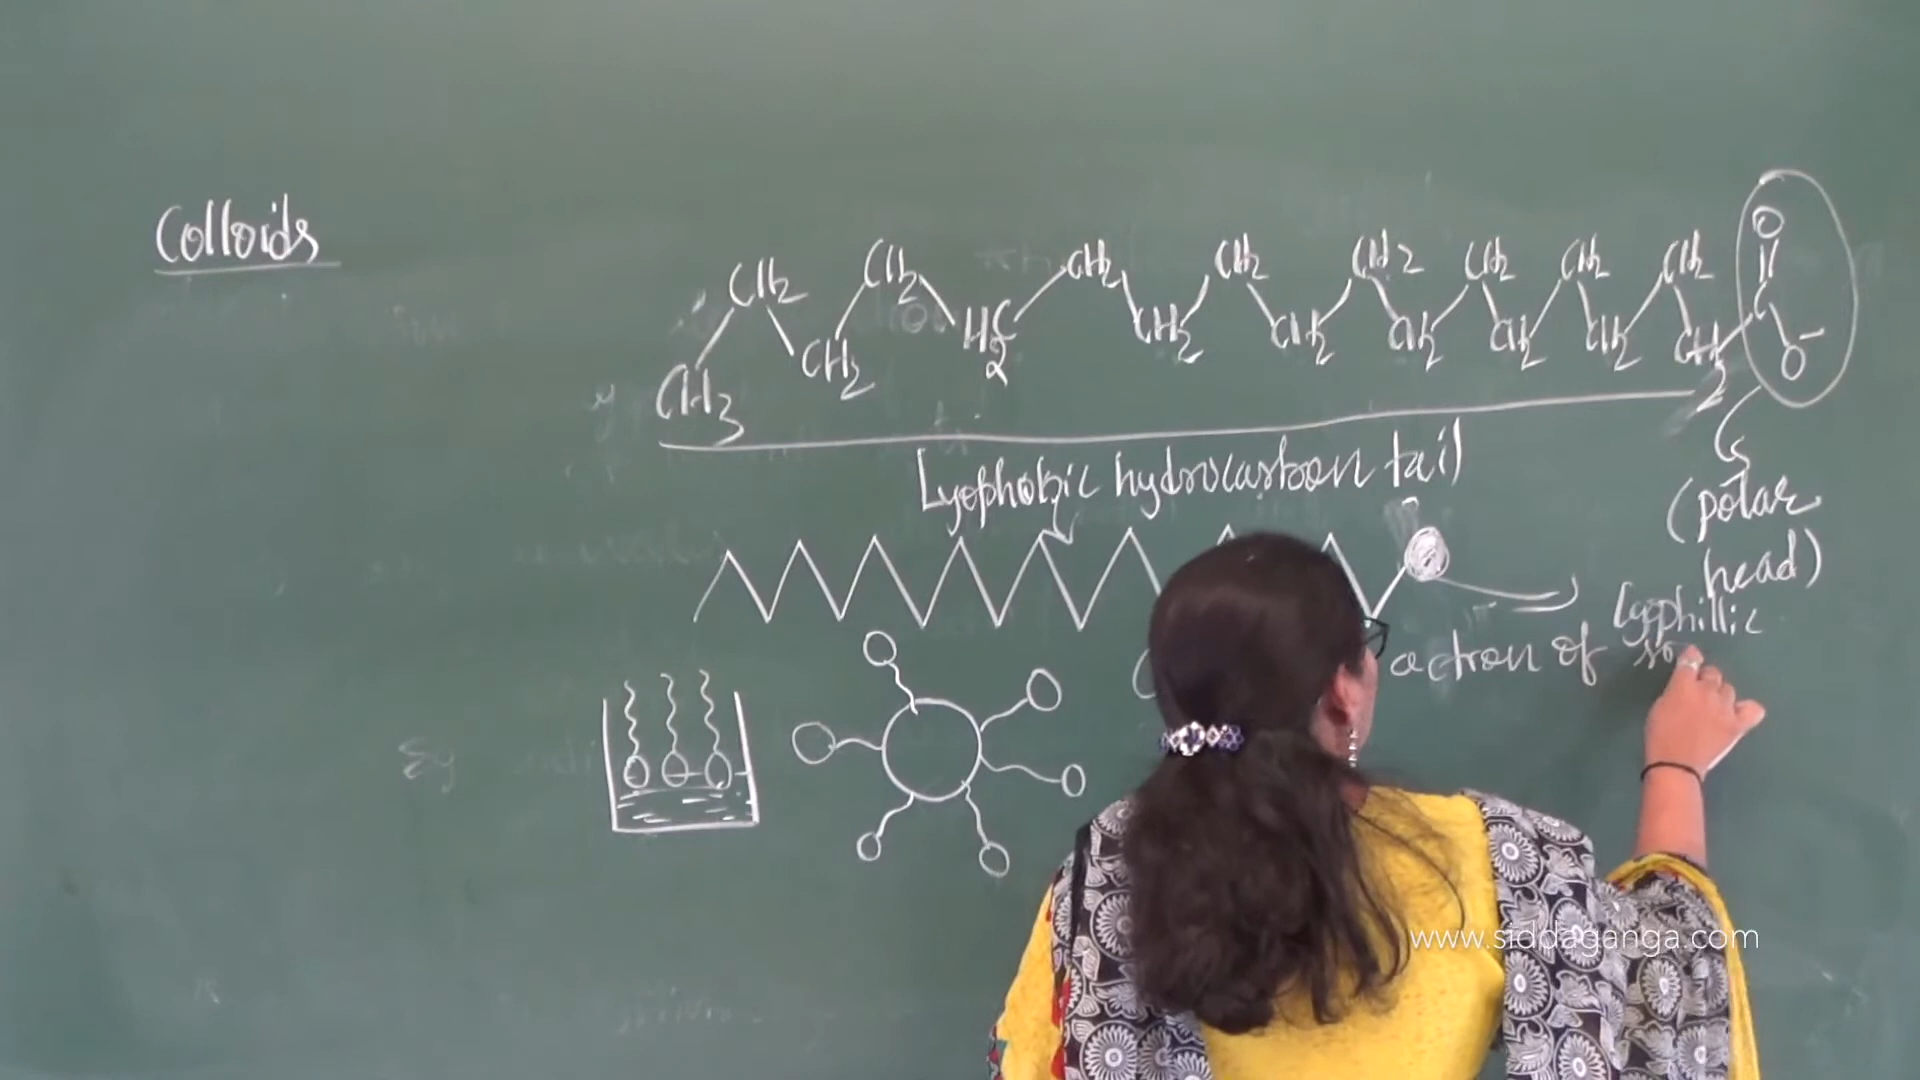 Colloids
CH2 CH2 CH2 CH2 CH2 CH2 CH2 CH2 O
CH3 CH2 H2C CH2 CH2 CH2 CH2 CH2 CH2 C O-
Lyophobic hydrocarbon tail
(polar
head)
Lyophillic
action of so
www.siddaganga.com